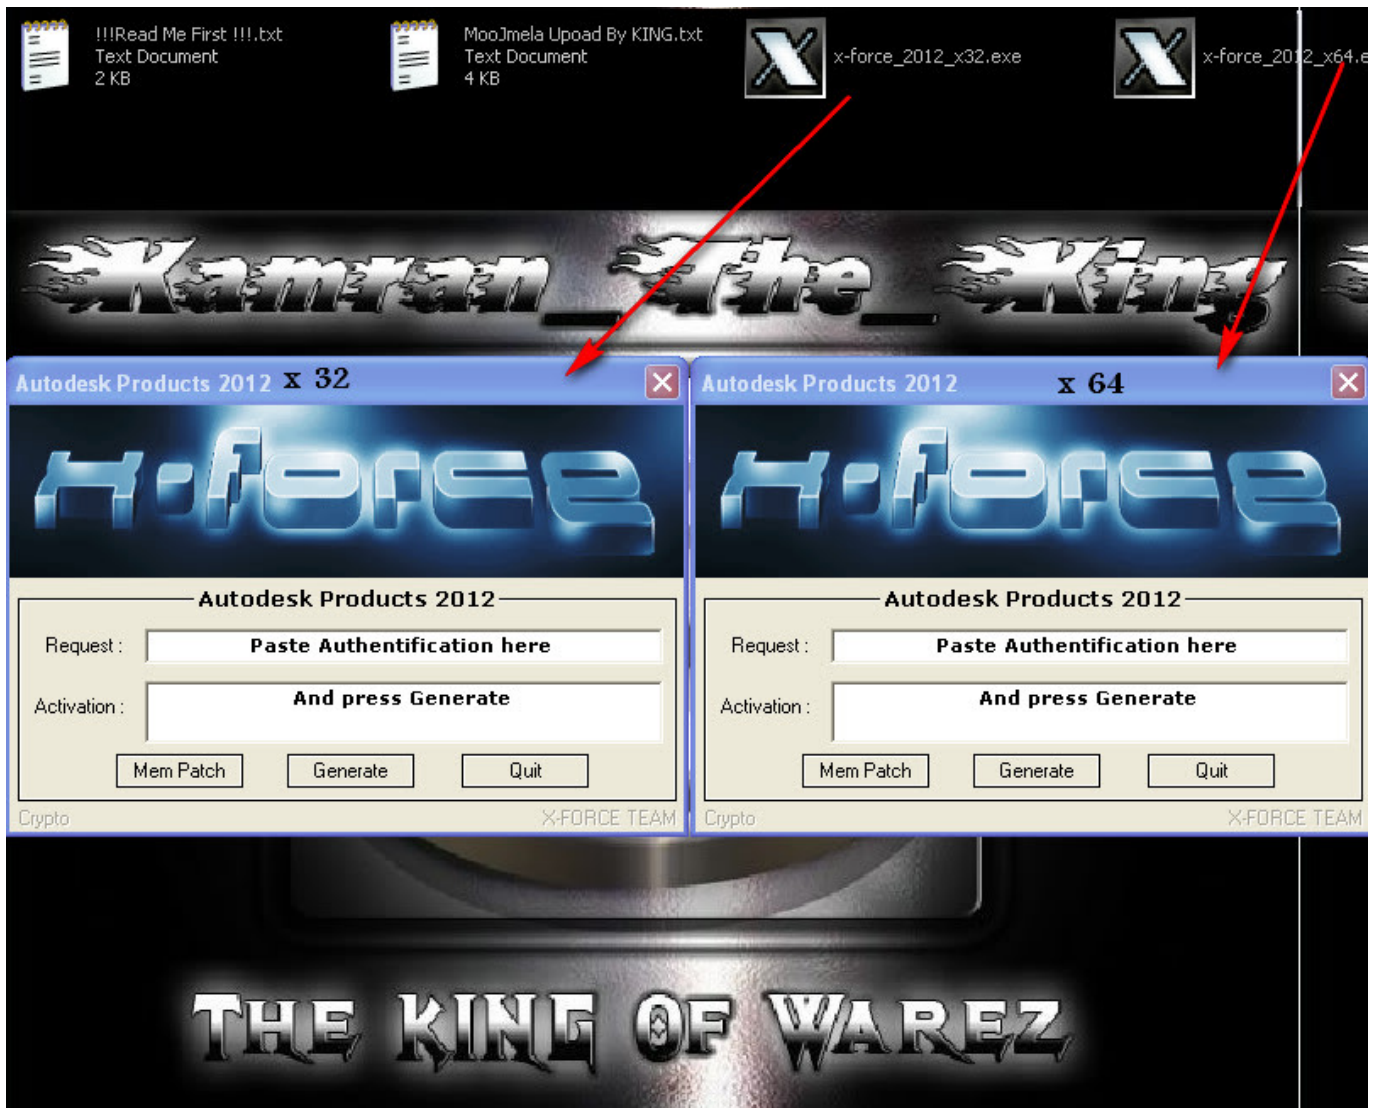 !!!Read Me First !!!.txt
Text Document
2 KB
MooJmela Upoad By KING.txt
Text Document
4 KB
x-force_2012_x32.exe
x-force_2012_x64.e
Kamran_The_King
Autodesk Products 2012 x 32
x-force
Autodesk Products 2012
Request :
Paste Authentification here
Activation :
And press Generate
Mem Patch
Generate
Quit
Crypto
X-FORCE TEAM
Autodesk Products 2012 x 64
x-force
Autodesk Products 2012
Request :
Paste Authentification here
Activation :
And press Generate
Mem Patch
Generate
Quit
Crypto
X-FORCE TEAM
THE KING OF WAREZ